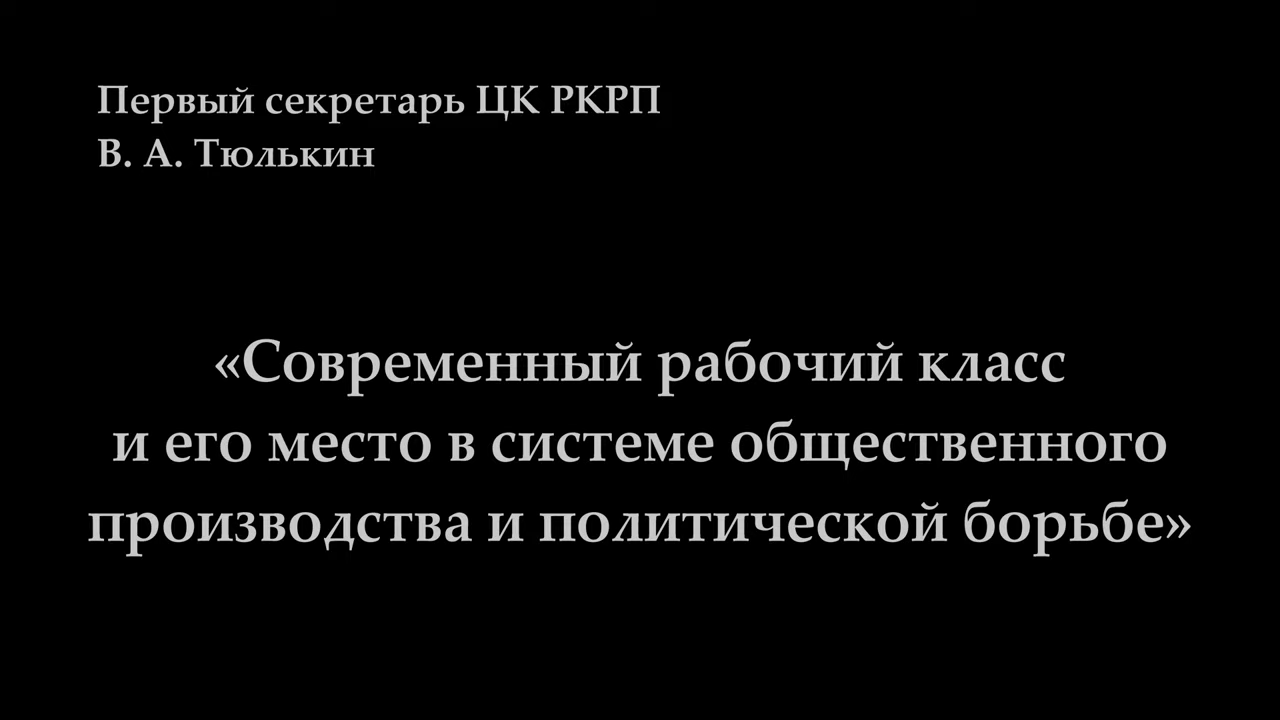 Первый секретарь ЦК РКРП
В. А. Тюлькин
«Современный рабочий класс
и его место в системе общественного
производства и политической борьбе»